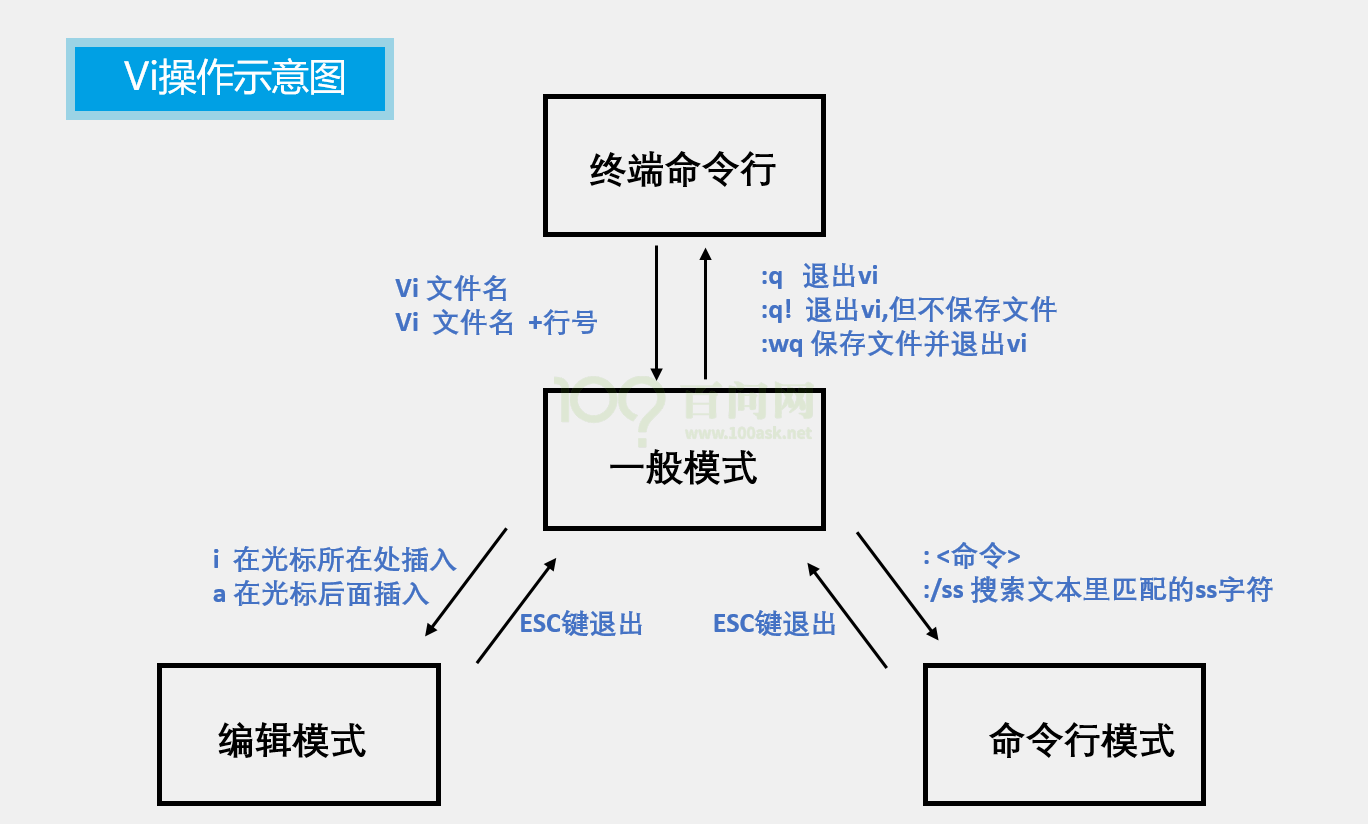 Vi操作示意图
终端命令行
Vi 文件名
Vi 文件名 +行号
:q 退出vi
:q! 退出vi,但不保存文件
:wq 保存文件并退出vi
100? 百问网
www.100ask.net
一般模式
i 在光标所在处插入
a 在光标后面插入
ESC键退出
ESC键退出
: <命令>
:/ss 搜索文本里匹配的ss字符
编辑模式
命令行模式